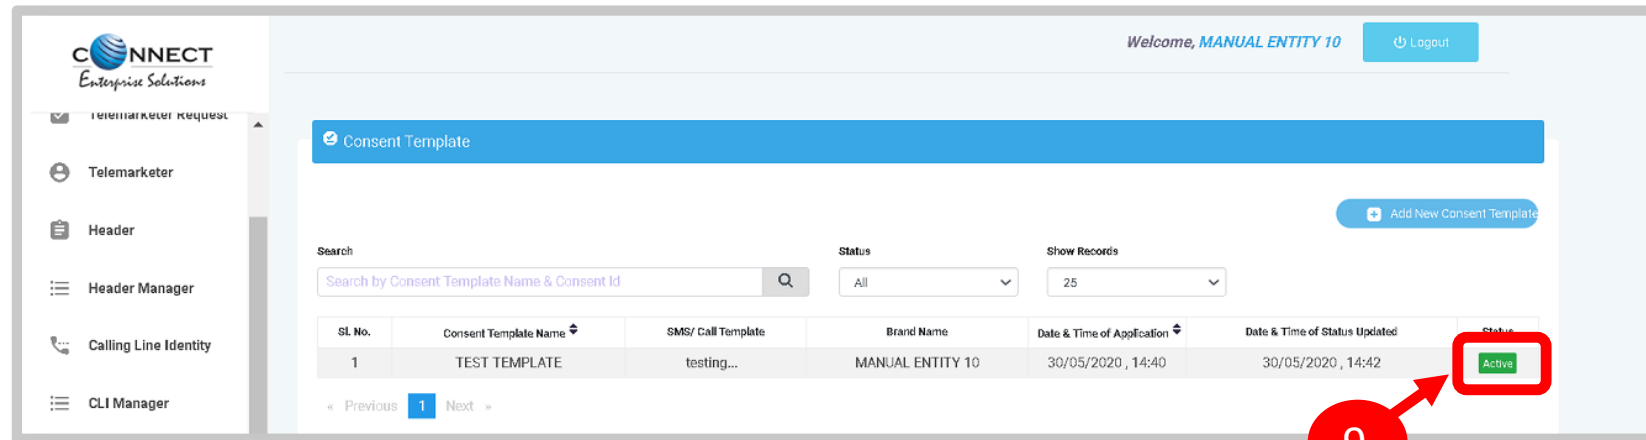 CONNECT
Enterprise Solutions
Welcome, MANUAL ENTITY 10
Logout
Telemarketer Request
Telemarketer
Header
Header Manager
Calling Line Identity
CLI Manager
Consent Template
Add New Consent Template
Search Status Show Records
Search by Consent Template Name & Consent Id All 25
Sl. No. Consent Template Name SMS/ Call Template Brand Name Date & Time of Application Date & Time of Status Updated Status
1 TEST TEMPLATE testing... MANUAL ENTITY 10 30/05/2020 , 14:40 30/05/2020 , 14:42 Active
« Previous 1 Next »